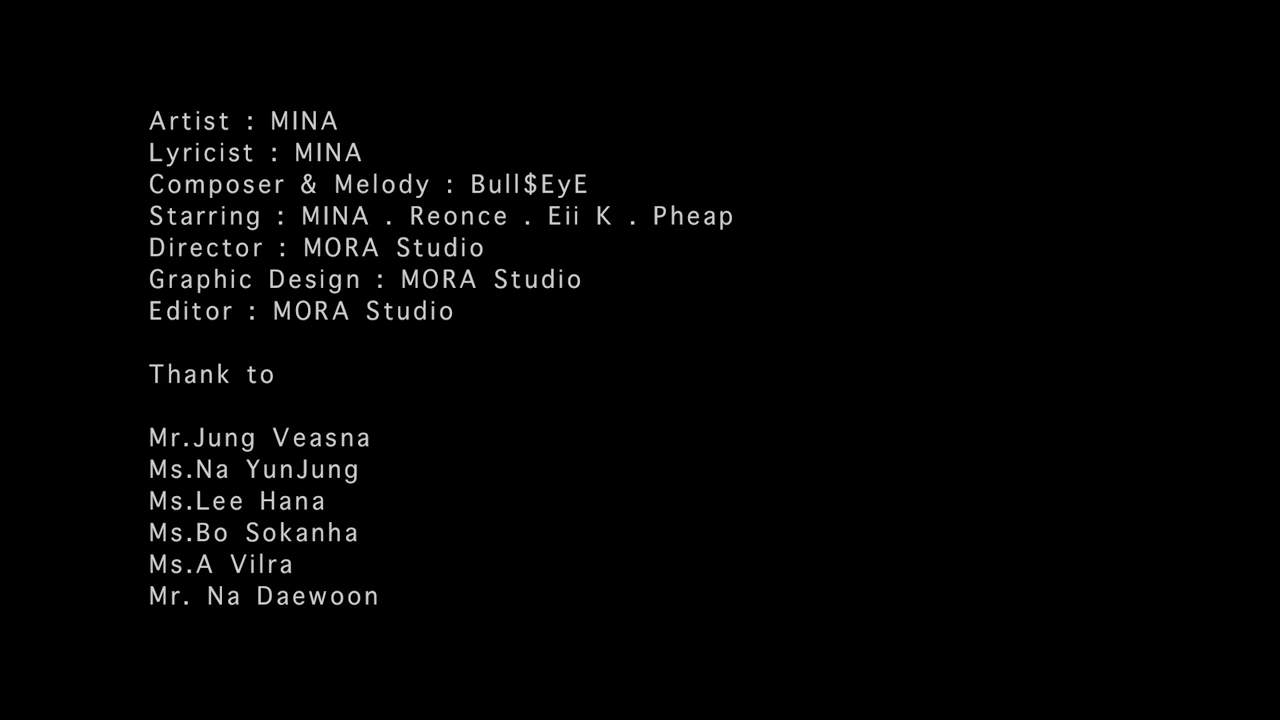 Artist : MINA
Lyricist : MINA
Composer & Melody : Bull$EyE
Starring : MINA . Reonce . Eii K . Pheap
Director : MORA Studio
Graphic Design : MORA Studio
Editor : MORA Studio
Thank to
Mr.Jung Veasna
Ms.Na YunJung
Ms.Lee Hana
Ms.Bo Sokanha
Ms.A Vilra
Mr. Na Daewoon